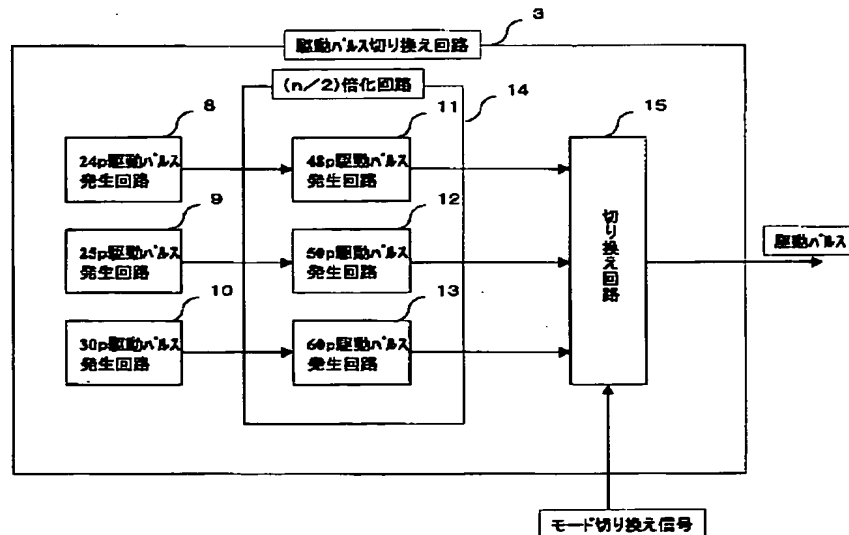 3
駆動パルス切り換え回路
(n/2)倍化回路
14
8
24p駆動パルス
発生回路
11
48p駆動パルス
発生回路
15
切り換え回路
9
25p駆動パルス
発生回路
12
50p駆動パルス
発生回路
駆動パルス
10
30p駆動パルス
発生回路
13
60p駆動パルス
発生回路
モード切り換え信号